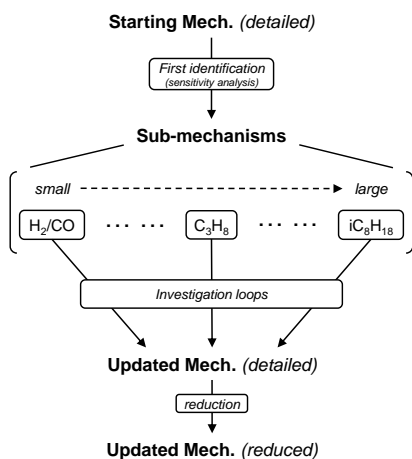 Starting Mech. (detailed)
First identification
(sensitivity analysis)
Sub-mechanisms
small large
H₂/CO ... ... C₃H₈ ... ... iC₈H₁₈
Investigation loops
Updated Mech. (detailed)
reduction
Updated Mech. (reduced)